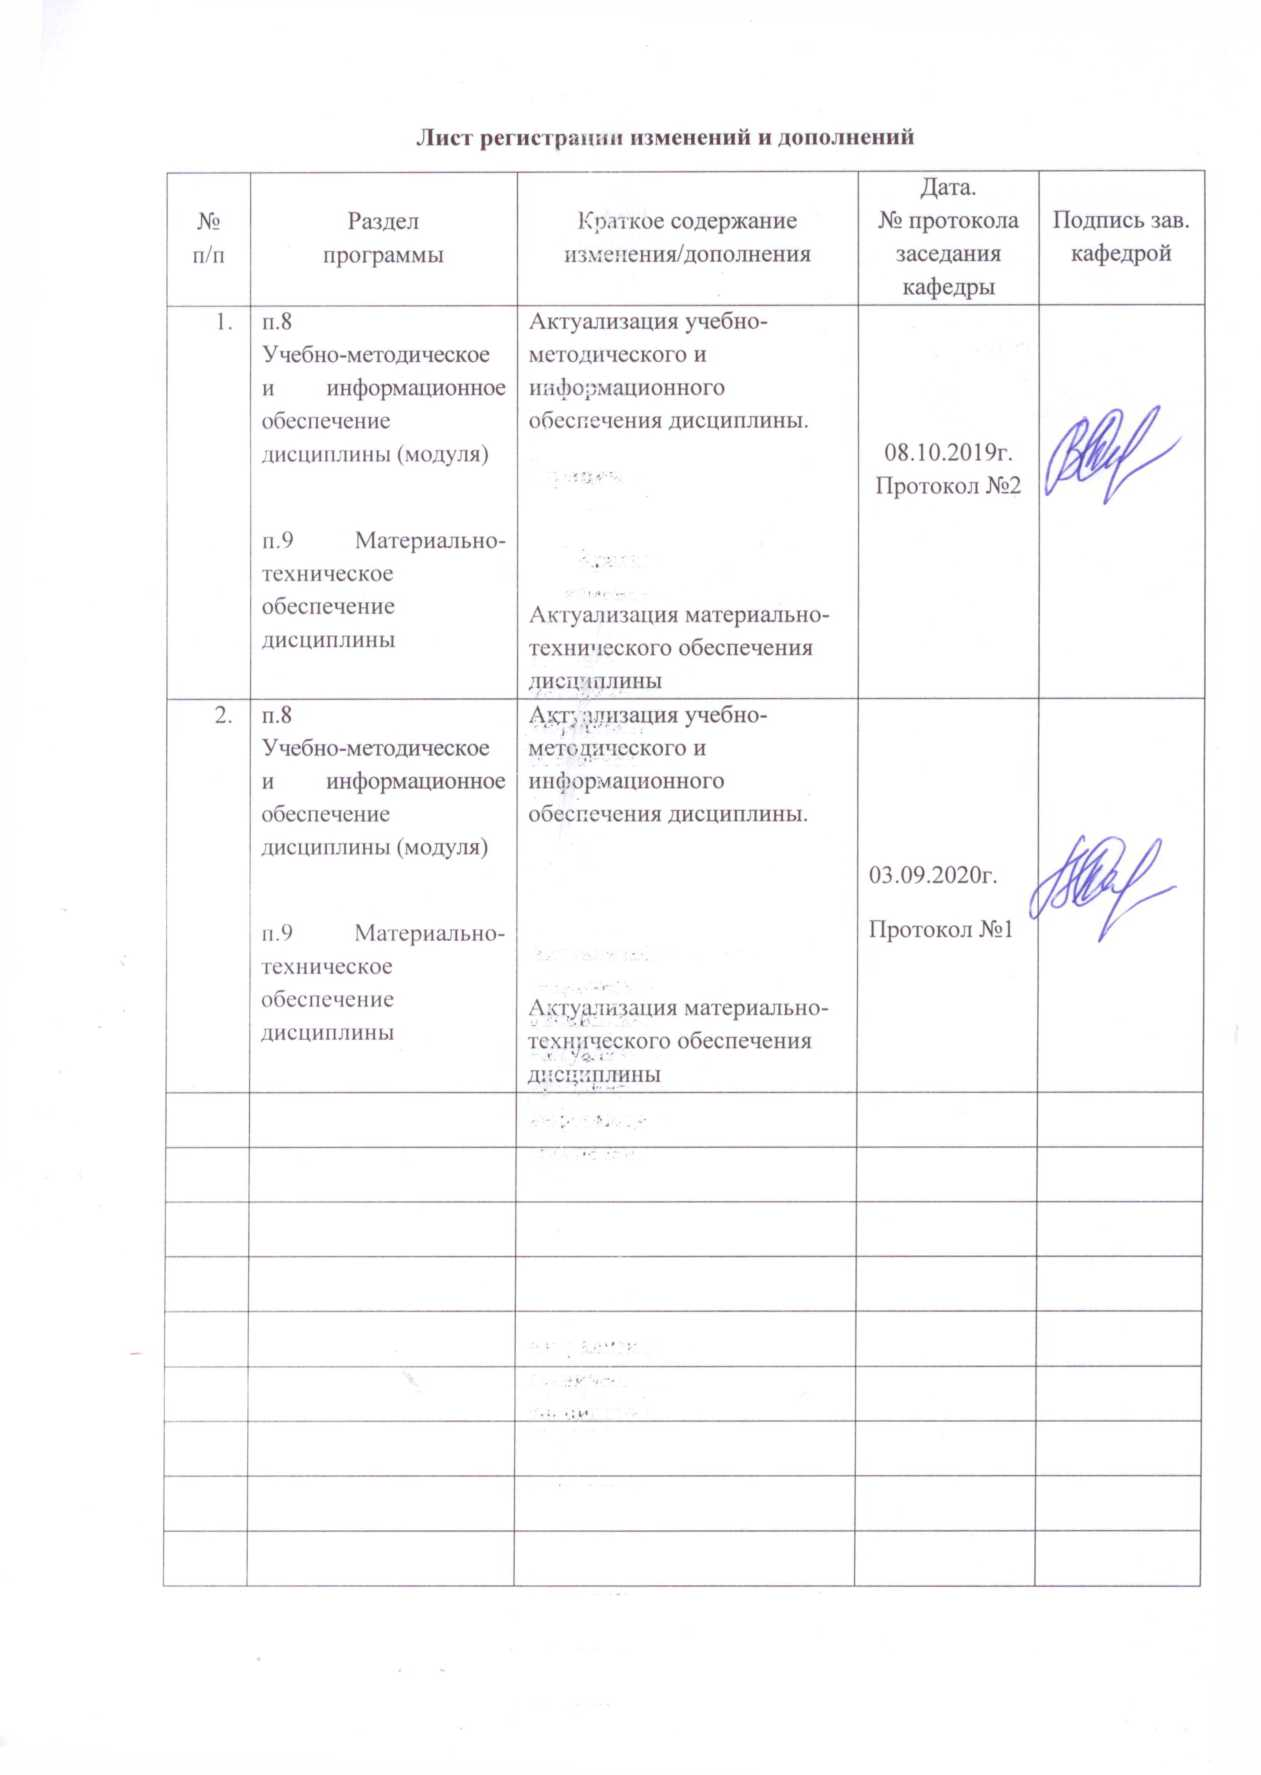 Лист регистрации изменений и дополнений
№
п/п
Раздел
программы
Краткое содержание
изменения/дополнения
Дата.
№ протокола
заседания
кафедры
Подпись зав.
кафедрой
1.
п.8
Учебно-методическое
и информационное
обеспечение
дисциплины (модуля)
п.9 Материально-
техническое
обеспечение
дисциплины
Актуализация учебно-
методического и
информационного
обеспечения дисциплины.
Актуализация материально-
технического обеспечения
дисциплины
08.10.2019г.
Протокол №2
2.
п.8
Учебно-методическое
и информационное
обеспечение
дисциплины (модуля)
п.9 Материально-
техническое
обеспечение
дисциплины
Актуализация учебно-
методического и
информационного
обеспечения дисциплины.
Актуализация материально-
технического обеспечения
дисциплины
03.09.2020г.
Протокол №1